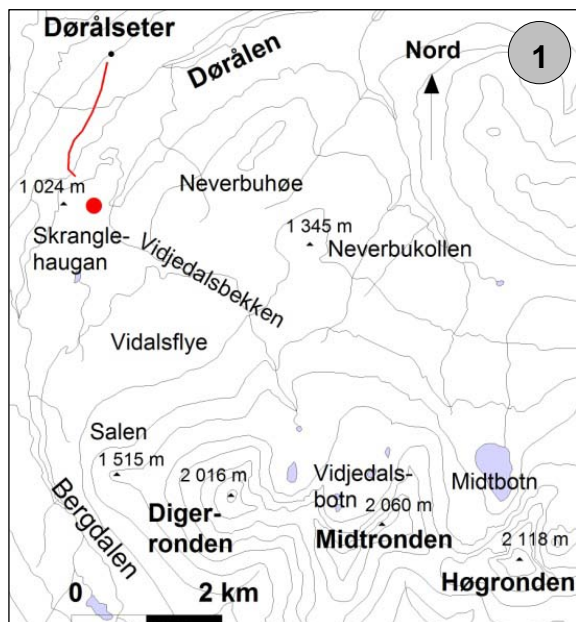 Dørålseter
Dørålen
Nord
1
1 024 m
Neverbuhøe
Skrangle-
haugan
1 345 m
Neverbukollen
Vidjedalsbekken
Vidalsflye
Salen
1 515 m
2 016 m
Diger-
ronden
Vidjedals-
botn
2 060 m
Midtronden
Midtbotn
2 118 m
Høgronden
Bergdalen
0 2 km